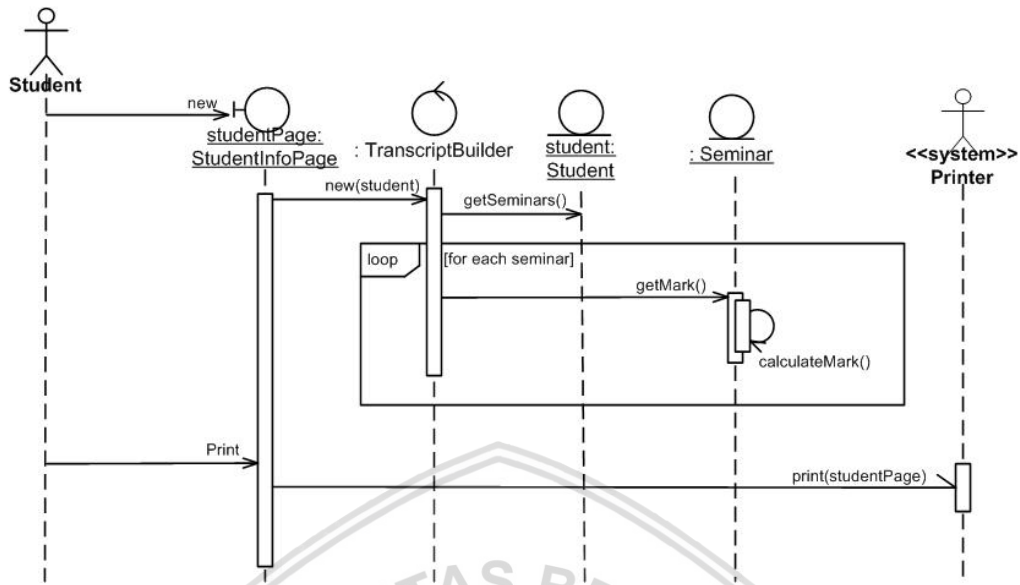 Student
new
studentPage:
StudentInfoPage
: TranscriptBuilder
student:
Student
: Seminar
<<system>>
Printer
new(student)
getSeminars()
loop
[for each seminar]
getMark()
calculateMark()
Print
print(studentPage)